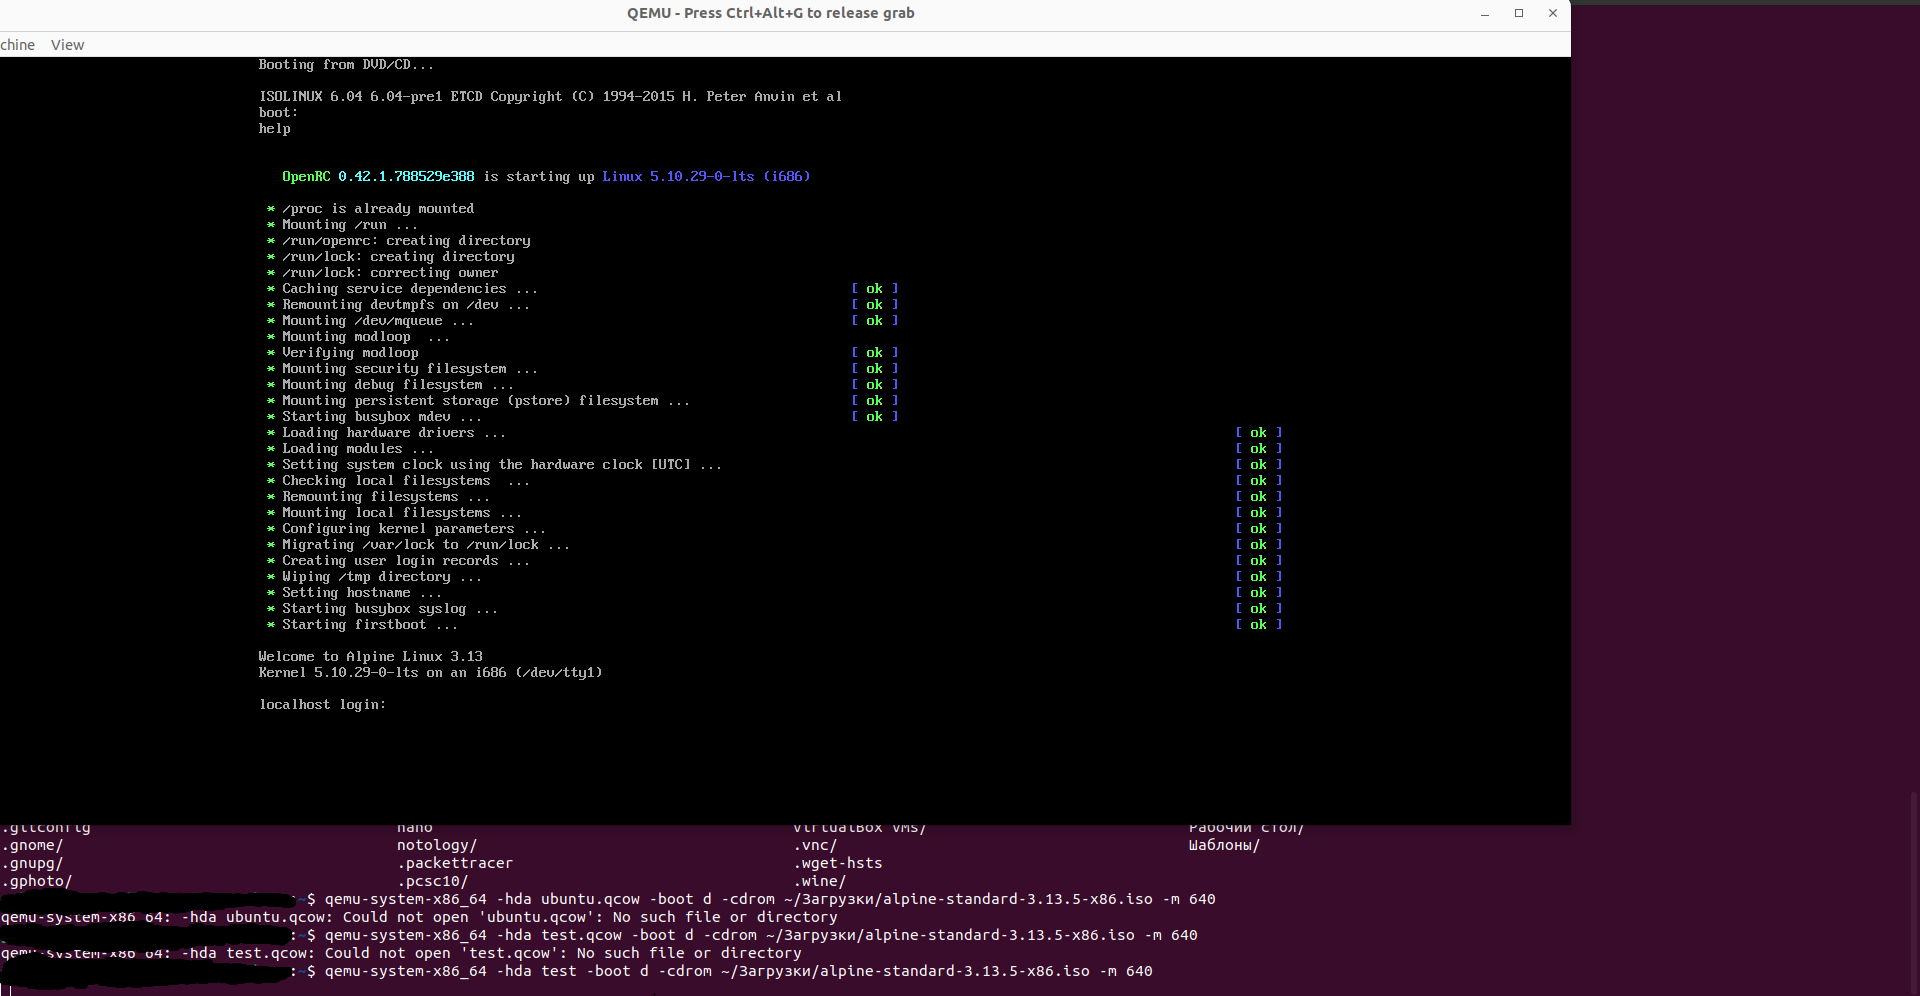 QEMU - Press Ctrl+Alt+G to release grab
chine View
Booting from DVD/CD...
ISOLINUX 6.04 6.04-pre1 ETCD Copyright (C) 1994-2015 H. Peter Anvin et al
boot:
help
OpenRC 0.42.1.788529e388 is starting up Linux 5.10.29-0-lts (i686)
* /proc is already mounted
* Mounting /run ...
* /run/openrc: creating directory
* /run/lock: creating directory
* /run/lock: correcting owner
* Caching service dependencies ... [ ok ]
* Remounting devtmpfs on /dev ... [ ok ]
* Mounting /dev/mqueue ... [ ok ]
* Mounting modloop  ...
* Verifying modloop [ ok ]
* Mounting security filesystem ... [ ok ]
* Mounting debug filesystem ... [ ok ]
* Mounting persistent storage (pstore) filesystem ... [ ok ]
* Starting busybox mdev ... [ ok ]
* Loading hardware drivers ... [ ok ]
* Loading modules ... [ ok ]
* Setting system clock using the hardware clock [UTC] ... [ ok ]
* Checking local filesystems  ... [ ok ]
* Remounting filesystems ... [ ok ]
* Mounting local filesystems ... [ ok ]
* Configuring kernel parameters ... [ ok ]
* Migrating /var/lock to /run/lock ... [ ok ]
* Creating user login records ... [ ok ]
* Wiping /tmp directory ... [ ok ]
* Setting hostname ... [ ok ]
* Starting busybox syslog ... [ ok ]
* Starting firstboot ... [ ok ]
Welcome to Alpine Linux 3.13
Kernel 5.10.29-0-lts on an i686 (/dev/tty1)
localhost login:
.gitconfig nano VirtualBox VMs/ Рабочий стол/
.gnome/ notology/ .vnc/ Шаблоны/
.gnupg/ .packettracer .wget-hsts
.gphoto/ .pcsc10/ .wine/
:~$ qemu-system-x86_64 -hda ubuntu.qcow -boot d -cdrom ~/Загрузки/alpine-standard-3.13.5-x86.iso -m 640
qemu-system-x86_64: -hda ubuntu.qcow: Could not open 'ubuntu.qcow': No such file or directory
:~$ qemu-system-x86_64 -hda test.qcow -boot d -cdrom ~/Загрузки/alpine-standard-3.13.5-x86.iso -m 640
qemu-system-x86_64: -hda test.qcow: Could not open 'test.qcow': No such file or directory
:~$ qemu-system-x86_64 -hda test -boot d -cdrom ~/Загрузки/alpine-standard-3.13.5-x86.iso -m 640